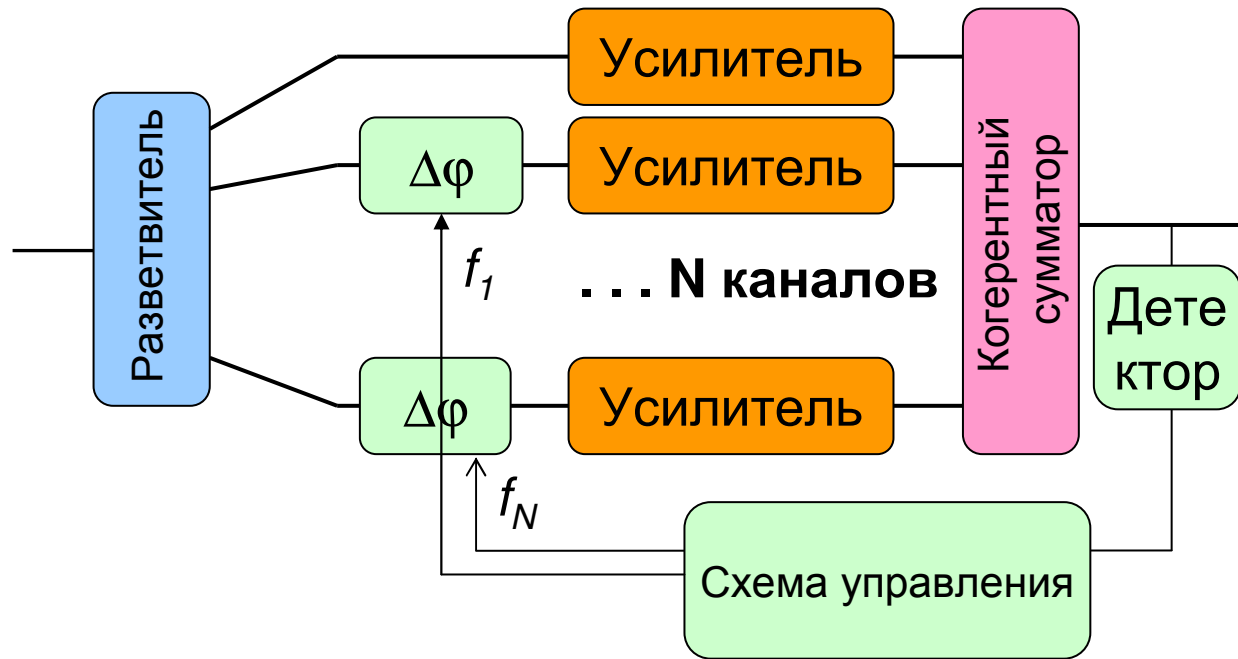 Разветвитель
Усилитель
Δφ
Усилитель
f1
. . . N каналов
Δφ
Усилитель
fN
Когерентный
сумматор
Дете
ктор
Схема управления